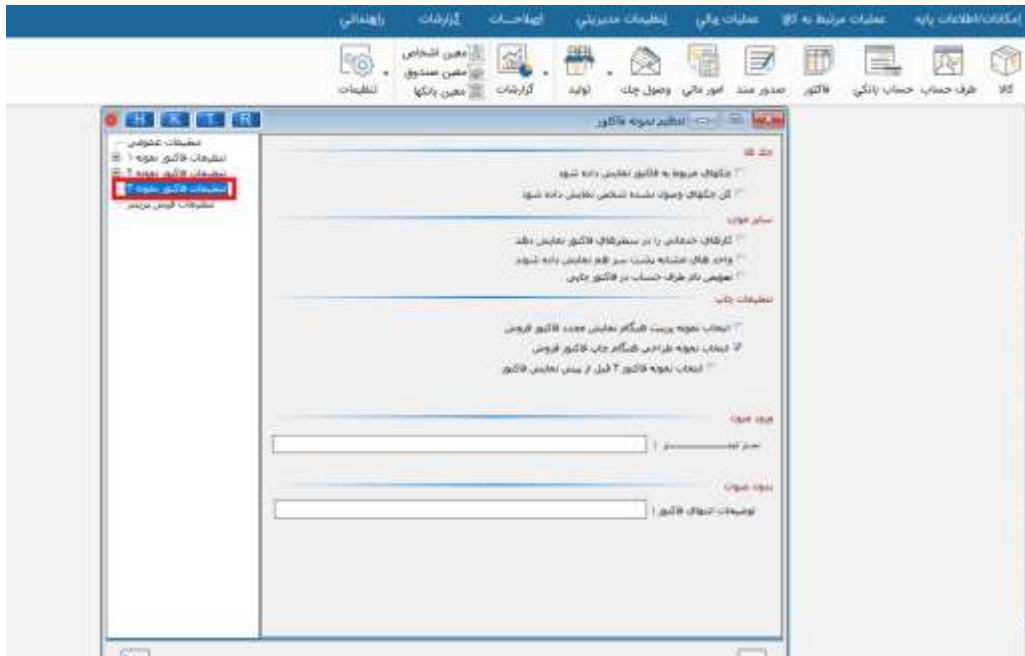 امکانات/اطلاعات پایه عملیات مرتبط به کالا عملیات مالی تنظیمات مدیریتی اصلاحات گزارشات راهنمائی
کالا طرف حساب حساب بانکی فاکتور صدور سند امور مالی وصول چك تولید گزارشات تنظیمات
معین اشخاص
معین صندوق
معین بانکها
تنظیم نمونه فاکتور
H K T R
تنظیمات عمومی
تنظیمات فاکتور نمونه ۱
تنظیمات فاکتور نمونه ۲
تنظیمات فاکتور نمونه ۳
تنظیمات فیش پرینتر
چك ها
چکهای مربوط به فاکتور نمایش داده شود
کل چکهای وصول نشده شخص نمایش داده شود
سایر موارد
کارهای خدماتی را در سطرهای فاکتور نمایش دهد
واحد های مشابه پشت سر هم نمایش داده شوند
تعویض نام طرف حساب در فاکتور چاپی
تنظیمات چاپ
انتخاب نمونه پرینت هنگام نمایش مجدد فاکتور فروش
انتخاب نمونه طراحی هنگام چاپ فاکتور فروش
انتخاب نمونه فاکتور ۲ قبل از پیش نمایش فاکتور
ورود متون
توضیحات انتهای فاکتور :